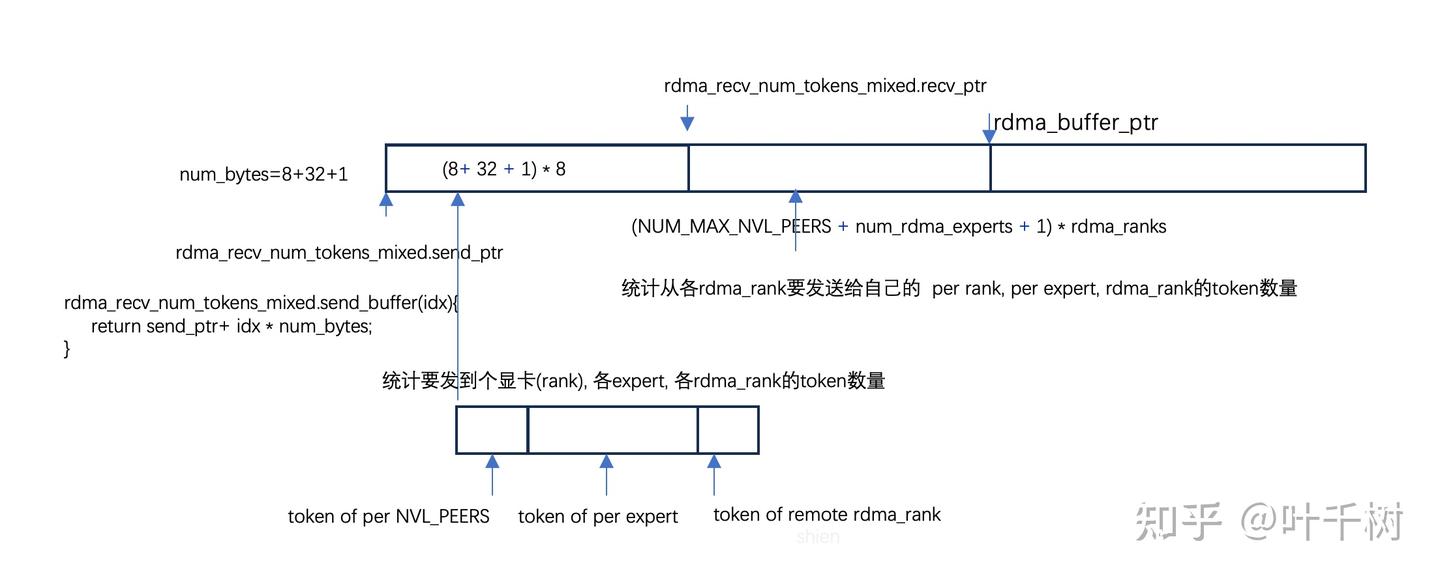 rdma_recv_num_tokens_mixed.recv_ptr
rdma_buffer_ptr
num_bytes=8+32+1
(8+ 32 + 1) * 8
(NUM_MAX_NVL_PEERS + num_rdma_experts + 1) * rdma_ranks
rdma_recv_num_tokens_mixed.send_ptr
统计从各rdma_rank要发送给自己的 per rank, per expert, rdma_rank的token数量
rdma_recv_num_tokens_mixed.send_buffer(idx){
return send_ptr+ idx * num_bytes;
}
统计要发到个显卡(rank), 各expert, 各rdma_rank的token数量
token of per NVL_PEERS
token of per expert
token of remote rdma_rank
shien
知乎 @叶千树